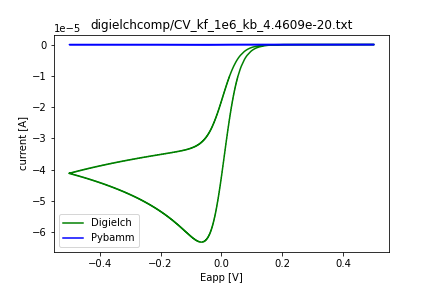 digielchcomp/CV_kf_1e6_kb_4.4609e-20.txt
1e−5
0
−1
−2
−3
−4
−5
−6
current [A]
Digielch
Pybamm
−0.4
−0.2
0.0
0.2
0.4
Eapp [V]